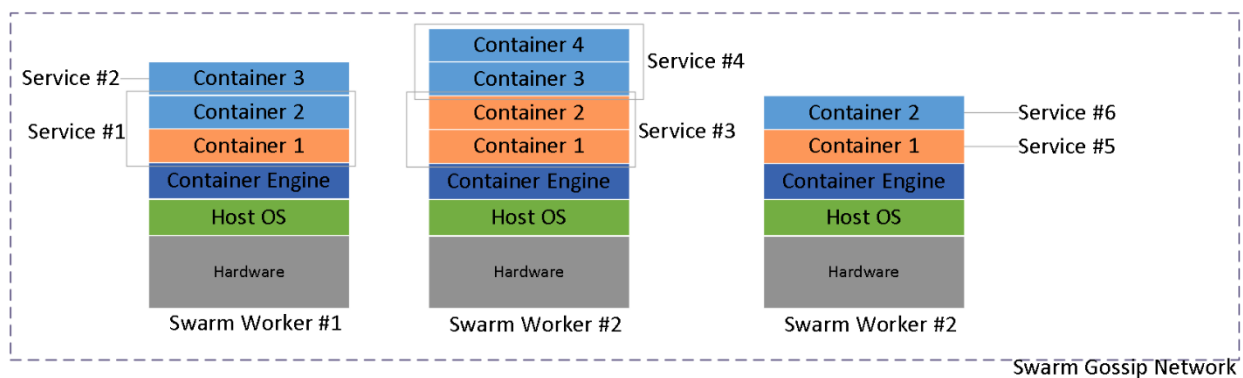 Service #2
Container 3
Service #1
Container 2
Container 1
Container Engine
Host OS
Hardware
Swarm Worker #1
Container 4
Service #4
Container 3
Container 2
Service #3
Container 1
Container Engine
Host OS
Hardware
Swarm Worker #2
Container 2
Service #6
Container 1
Service #5
Container Engine
Host OS
Hardware
Swarm Worker #2
Swarm Gossip Network